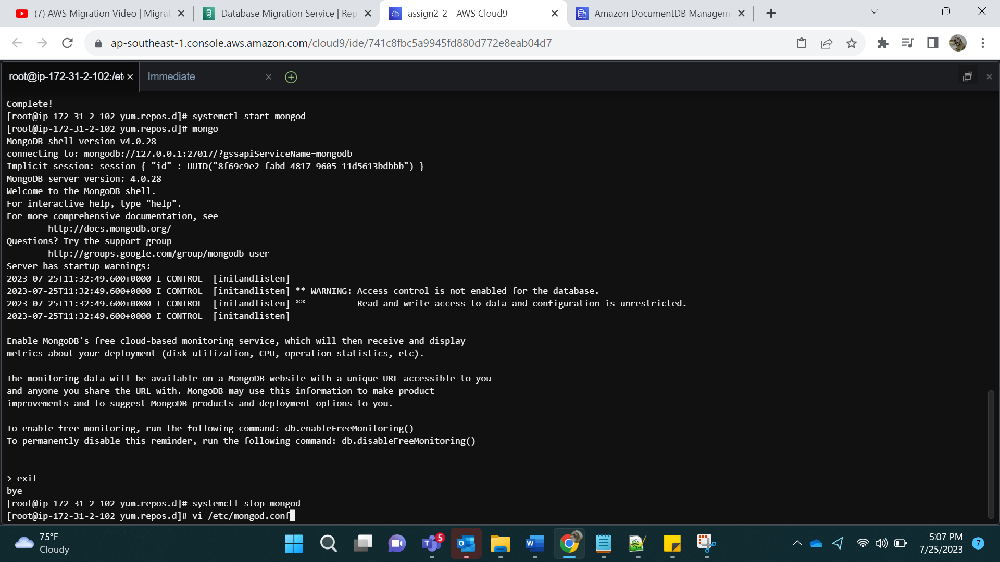 (7) AWS Migration Video | Migrat
Database Migration Service | Rep
assign2-2 - AWS Cloud9
Amazon DocumentDB Managem
ap-southeast-1.console.aws.amazon.com/cloud9/ide/741c8fbc5a9945fd880d772e8eab04d7
root@ip-172-31-2-102:/et
Immediate
Complete!
[root@ip-172-31-2-102 yum.repos.d]# systemctl start mongod
[root@ip-172-31-2-102 yum.repos.d]# mongo
MongoDB shell version v4.0.28
connecting to: mongodb://127.0.0.1:27017/?gssapiServiceName=mongodb
Implicit session: session { "id" : UUID("8f69c9e2-fabd-4817-9605-11d5613bdbbb") }
MongoDB server version: 4.0.28
Welcome to the MongoDB shell.
For interactive help, type "help".
For more comprehensive documentation, see
http://docs.mongodb.org/
Questions? Try the support group
http://groups.google.com/group/mongodb-user
Server has startup warnings:
2023-07-25T11:32:49.600+0000 I CONTROL  [initandlisten]
2023-07-25T11:32:49.600+0000 I CONTROL  [initandlisten] ** WARNING: Access control is not enabled for the database.
2023-07-25T11:32:49.600+0000 I CONTROL  [initandlisten] **          Read and write access to data and configuration is unrestricted.
2023-07-25T11:32:49.600+0000 I CONTROL  [initandlisten]
---
Enable MongoDB's free cloud-based monitoring service, which will then receive and display
metrics about your deployment (disk utilization, CPU, operation statistics, etc).
The monitoring data will be available on a MongoDB website with a unique URL accessible to you
and anyone you share the URL with. MongoDB may use this information to make product
improvements and to suggest MongoDB products and deployment options to you.
To enable free monitoring, run the following command: db.enableFreeMonitoring()
To permanently disable this reminder, run the following command: db.disableFreeMonitoring()
---
> exit
bye
[root@ip-172-31-2-102 yum.repos.d]# systemctl stop mongod
[root@ip-172-31-2-102 yum.repos.d]# vi /etc/mongod.conf
75°F
Cloudy
5
5:07 PM
7/25/2023
7